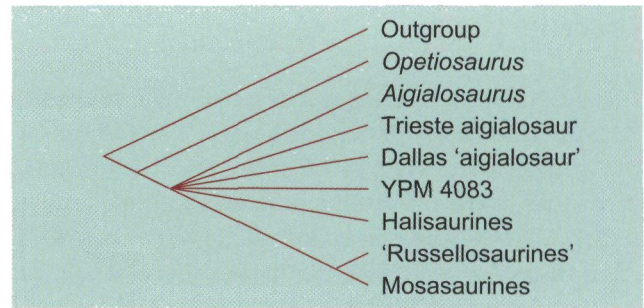 Outgroup
Opetiosaurus
Aigialosaurus
Trieste aigialosaur
Dallas ‘aigialosaur’
YPM 4083
Halisaurines
‘Russellosaurines’
Mosasaurines